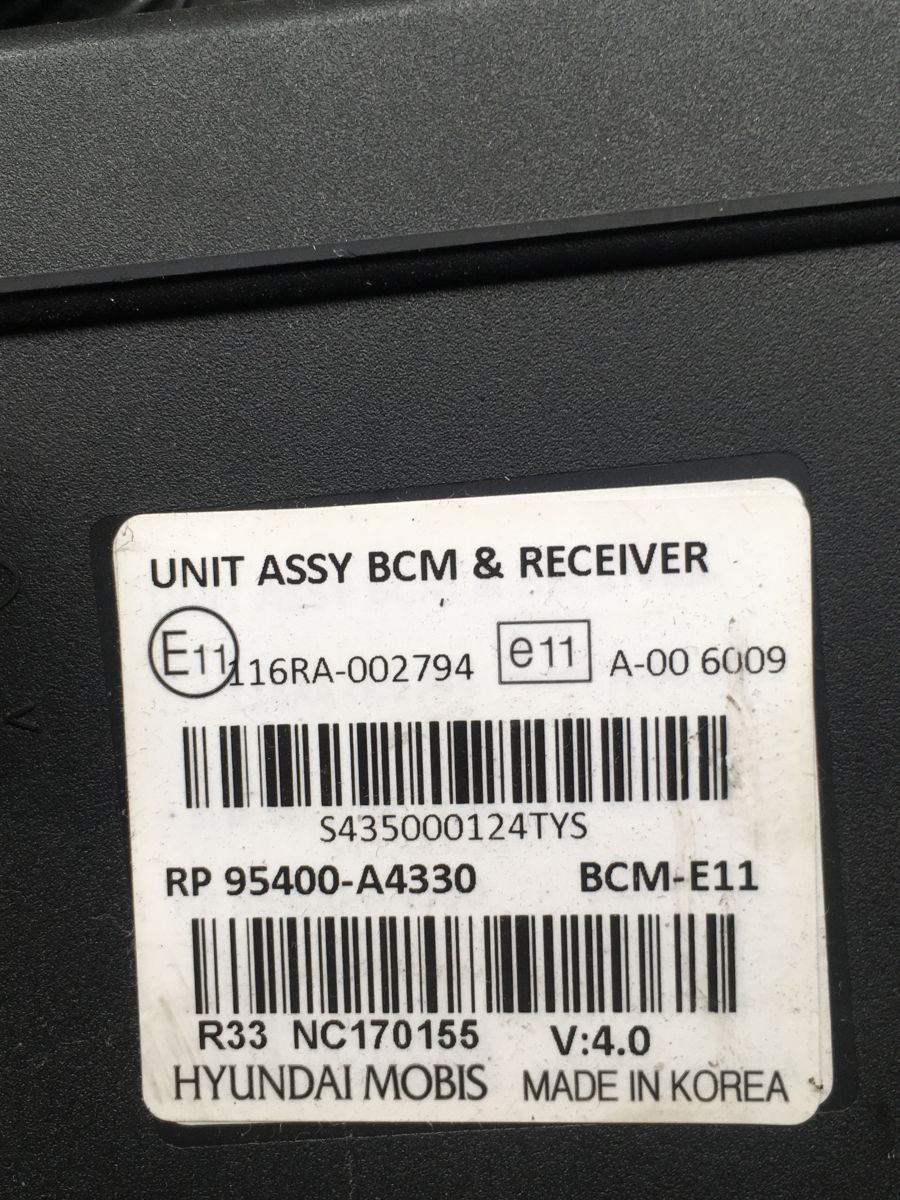 UNIT ASSY BCM & RECEIVER
E11 116RA-002794 e11 A-00 6009
S435000124TYS
RP 95400-A4330 BCM-E11
R33 NC170155 V:4.0
HYUNDAI MOBIS MADE IN KOREA